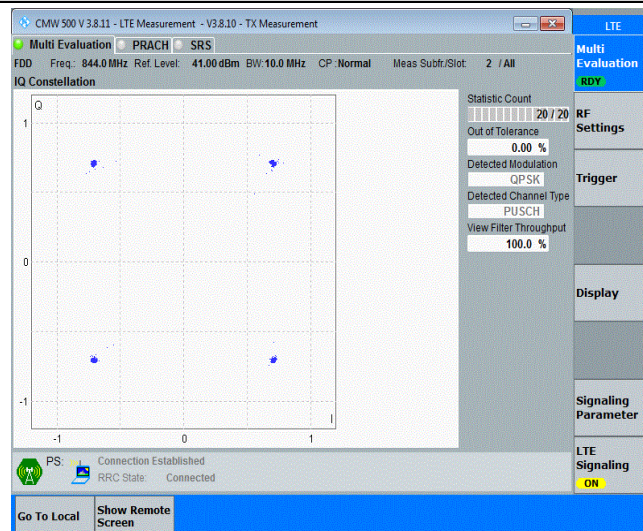 CMW 500 V 3.8.11 - LTE Measurement - V3.8.10 - TX Measurement
LTE
Multi Evaluation PRACH SRS
Multi
Evaluation
RDY
FDD Freq.: 844.0 MHz Ref. Level: 41.00 dBm BW: 10.0 MHz CP : Normal Meas Subfr./Slot: 2 / All
IQ Constellation
Q
1
0
-1
-1 0 1
I
Statistic Count
20 / 20
Out of Tolerance
0.00 %
Detected Modulation
QPSK
Detected Channel Type
PUSCH
View Filter Throughput
100.0 %
RF
Settings
Trigger
Display
Signaling
Parameter
LTE
Signaling
ON
PS: Connection Established
RRC State: Connected
Go To Local
Show Remote
Screen